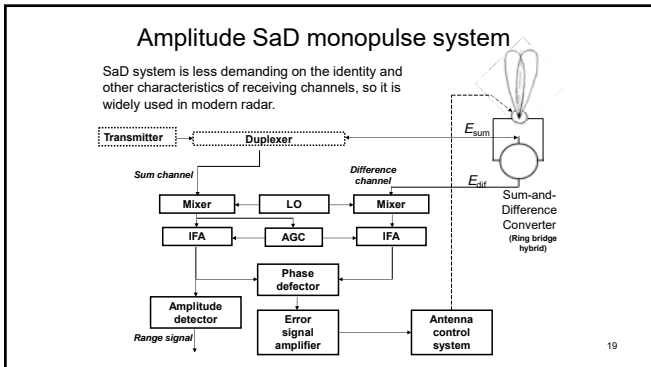 Amplitude SaD monopulse system
SaD system is less demanding on the identity and
other characteristics of receiving channels, so it is
widely used in modern radar.
Transmitter
Duplexer
E sum
Sum channel
Difference
channel
E dif
Mixer
LO
Mixer
Sum-and-
Difference
Converter
(Ring bridge
hybrid)
IFA
AGC
IFA
Phase
defector
Amplitude
detector
Error
signal
amplifier
Antenna
control
system
Range signal
19